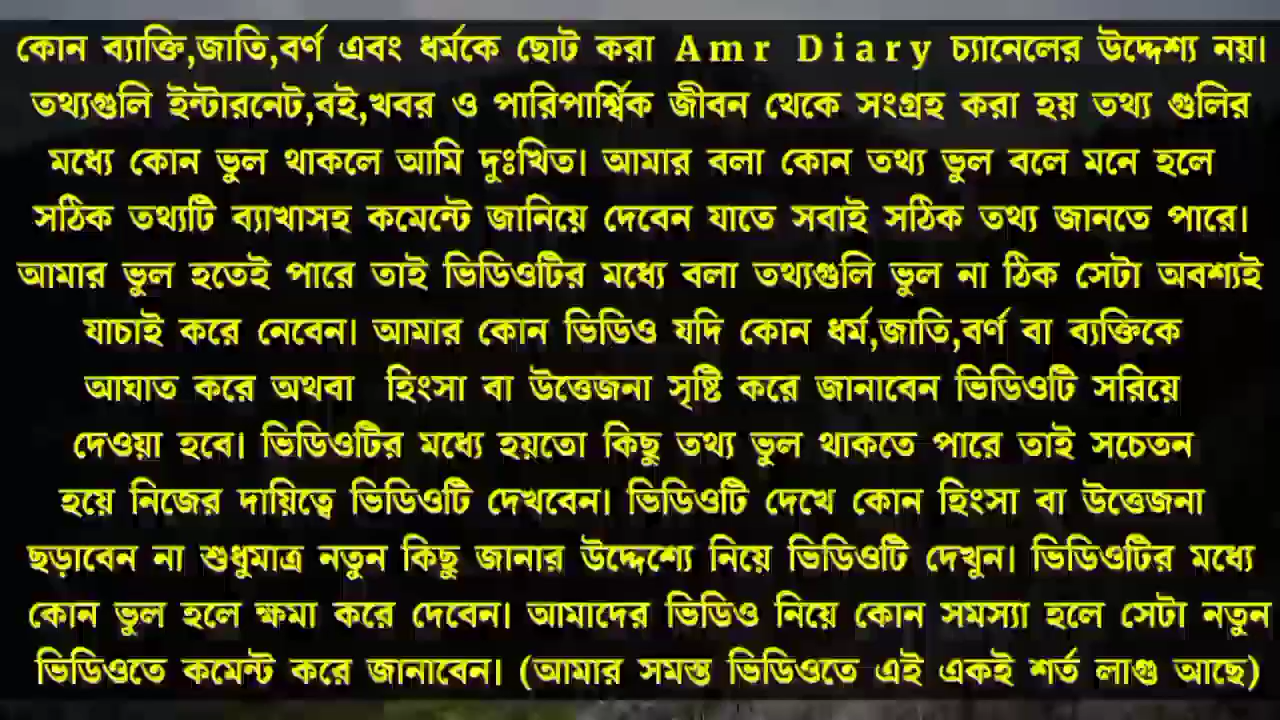 কোন ব্যাক্তি,জাতি,বর্ণ এবং ধর্মকে ছোট করা Amr Diary চ্যানেলের উদ্দেশ্য নয়।
তথ্যগুলি ইন্টারনেট,বই,খবর ও পারিপার্শ্বিক জীবন থেকে সংগ্রহ করা হয় তথ্য গুলির
মধ্যে কোন ভুল থাকলে আমি দুঃখিত। আমার বলা কোন তথ্য ভুল বলে মনে হলে
সঠিক তথ্যটি ব্যাখাসহ কমেন্টে জানিয়ে দেবেন যাতে সবাই সঠিক তথ্য জানতে পারে।
আমার ভুল হতেই পারে তাই ভিডিওটির মধ্যে বলা তথ্যগুলি ভুল না ঠিক সেটা অবশ্যই
যাচাই করে নেবেন। আমার কোন ভিডিও যদি কোন ধর্ম,জাতি,বর্ণ বা ব্যক্তিকে
আঘাত করে অথবা হিংসা বা উত্তেজনা সৃষ্টি করে জানাবেন ভিডিওটি সরিয়ে
দেওয়া হবে। ভিডিওটির মধ্যে হয়তো কিছু তথ্য ভুল থাকতে পারে তাই সচেতন
হয়ে নিজের দায়িত্বে ভিডিওটি দেখবেন। ভিডিওটি দেখে কোন হিংসা বা উত্তেজনা
ছড়াবেন না শুধুমাত্র নতুন কিছু জানার উদ্দেশ্যে নিয়ে ভিডিওটি দেখুন। ভিডিওটির মধ্যে
কোন ভুল হলে ক্ষমা করে দেবেন। আমাদের ভিডিও নিয়ে কোন সমস্যা হলে সেটা নতুন
ভিডিওতে কমেন্ট করে জানাবেন। (আমার সমস্ত ভিডিওতে এই একই শর্ত লাগু আছে)